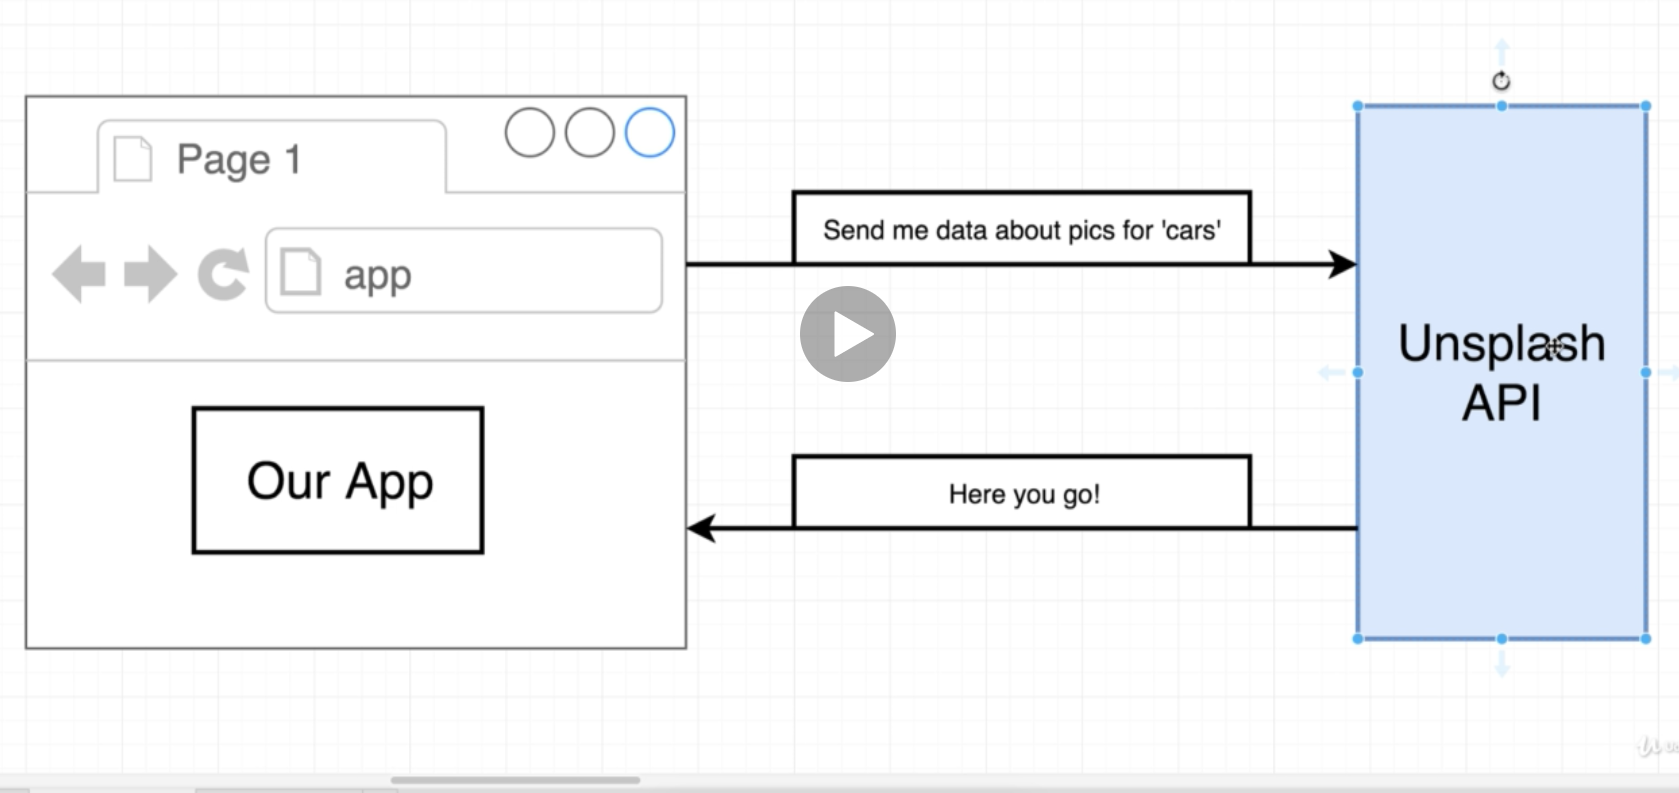 Page 1
app
Our App
Send me data about pics for 'cars'
Here you go!
Unsplash
API